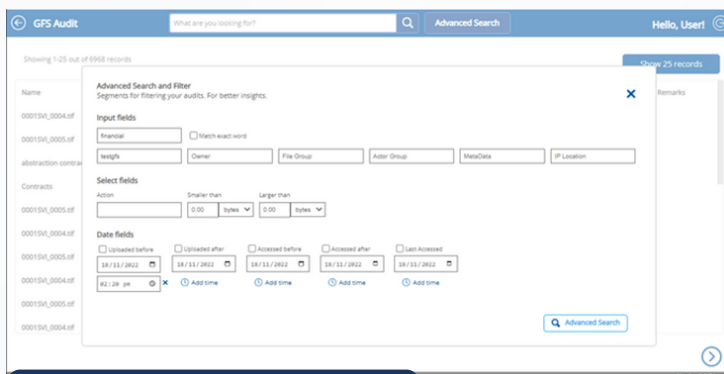 GFS Audit What are you looking for? Advanced Search Hello, User!
Showing 1-25 out of 6968 records Show 25 records
Name Remarks
0001SVI_0004.tif
0001SVI_0005.tif
abstraction contra
Contracts
0001SVI_0005.tif
0001SVI_0004.tif
0001SVI_0005.tif
0001SVI_0004.tif
0001SVI_0005.tif
0001SVI_0004.tif
Advanced Search and Filter
Segments for filtering your audits. For better insights.
Input fields
financial Match exact word
testgfs Owner File Group Actor Group MetaData IP Location
Select fields
Action Smaller than Larger than
0.00 bytes 0.00 bytes
Date fields
Uploaded before Uploaded after Accessed before Accessed after Last Accessed
18/11/2022 18/11/2022 18/11/2022 18/11/2022 18/11/2022
02:20 pm Add time Add time Add time Add time
Advanced Search